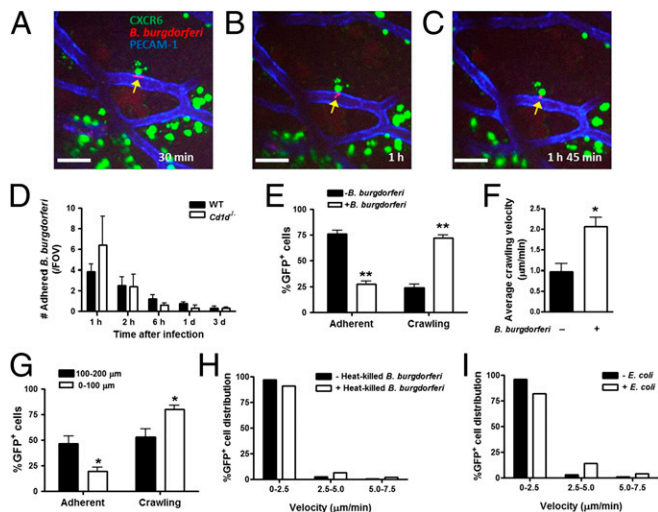 A
B
C
CXCR6
B. burgdorferi
PECAM-1
30 min
1 h
1 h 45 min
D
WT
Cd1d-/-
# Adhered B. burgdorferi
(/FOV)
10
8
6
4
2
0
1 h
2 h
6 h
1 d
3 d
Time after infection
E
-B. burgdorferi
+B. burgdorferi
%GFP+ cells
100
75
50
25
0
**
**
Adherent
Crawling
F
Average crawling velocity
(µm/min)
2.5
2.0
1.5
1.0
0.5
0.0
*
B. burgdorferi
–
+
G
100-200 µm
0-100 µm
%GFP+ cells
100
75
50
25
0
*
*
Adherent
Crawling
H
- Heat-killed B. burgdorferi
+ Heat-killed B. burgdorferi
%GFP+ cell distribution
100
75
50
25
0
0-2.5
2.5-5.0
5.0-7.5
Velocity (µm/min)
I
- E. coli
+ E. coli
%GFP+ cell distribution
100
75
50
25
0
0-2.5
2.5-5.0
5.0-7.5
Velocity (µm/min)